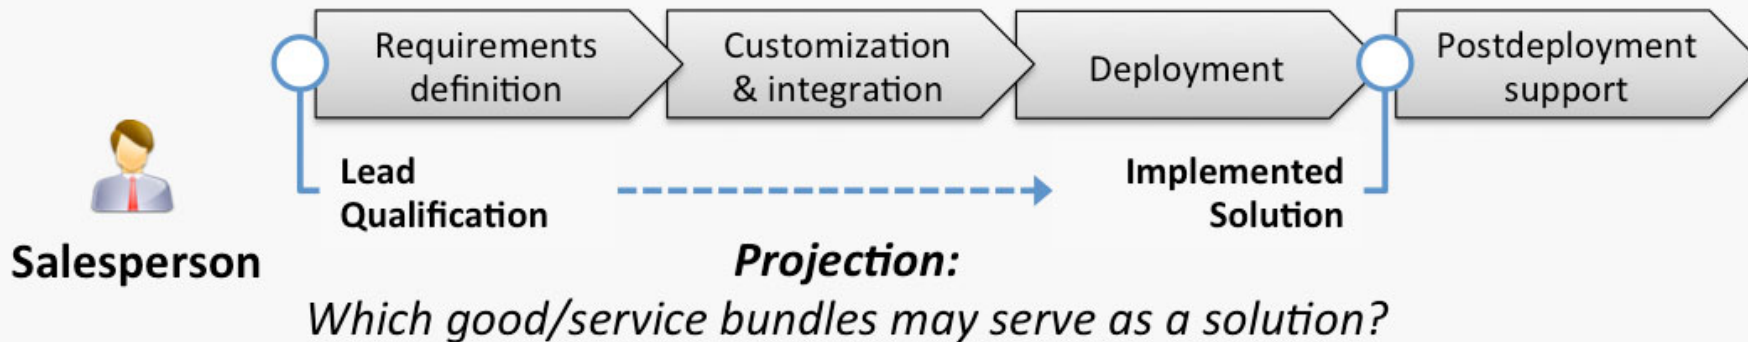 Requirements
definition
Customization
& integration
Deployment
Postdeployment
support
Lead
Qualification
Implemented
Solution
Salesperson
Projection:
Which good/service bundles may serve as a solution?